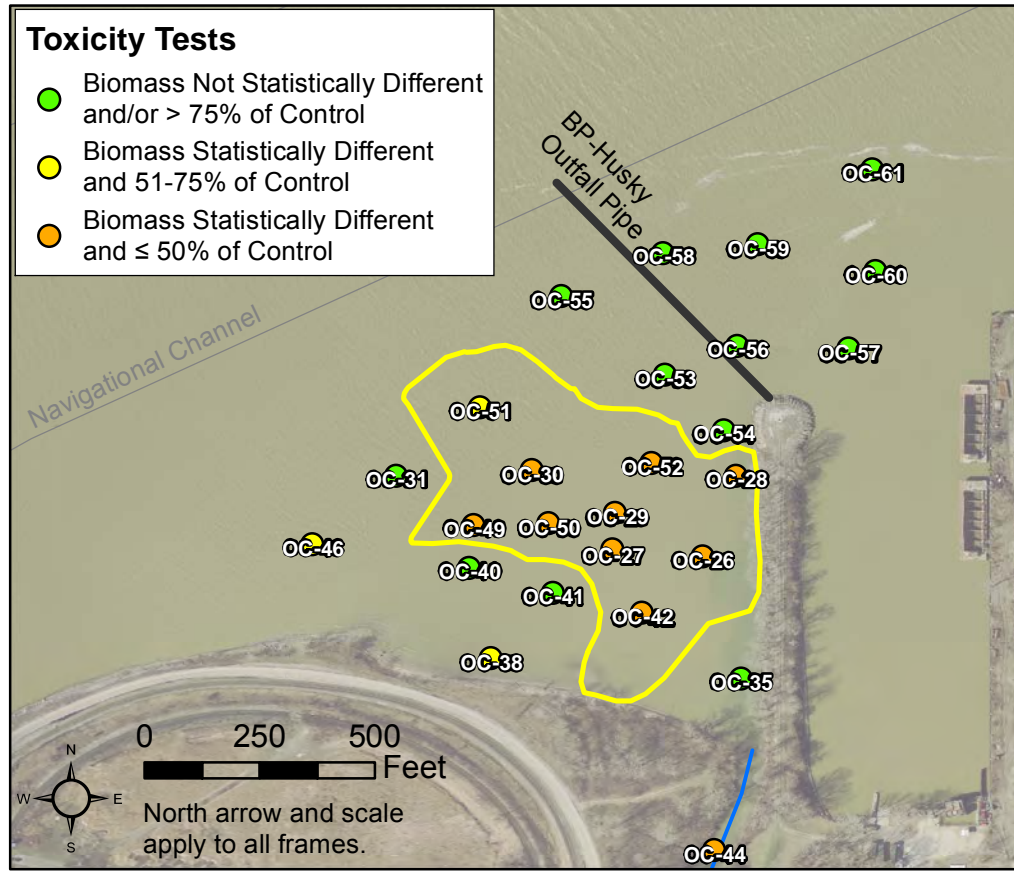 Toxicity Tests
Biomass Not Statistically Different
and/or > 75% of Control
Biomass Statistically Different
and 51-75% of Control
Biomass Statistically Different
and ≤ 50% of Control
BP-Husky
Outfall Pipe
Navigational Channel
OC-61
OC-59
OC-58
OC-60
OC-55
OC-56
OC-57
OC-53
OC-51
OC-54
OC-52
OC-30
OC-31
OC-28
OC-29
OC-49
OC-50
OC-46
OC-27
OC-26
OC-40
OC-41
OC-42
OC-38
OC-35
OC-44
0 250 500
Feet
N
W E
S
North arrow and scale
apply to all frames.